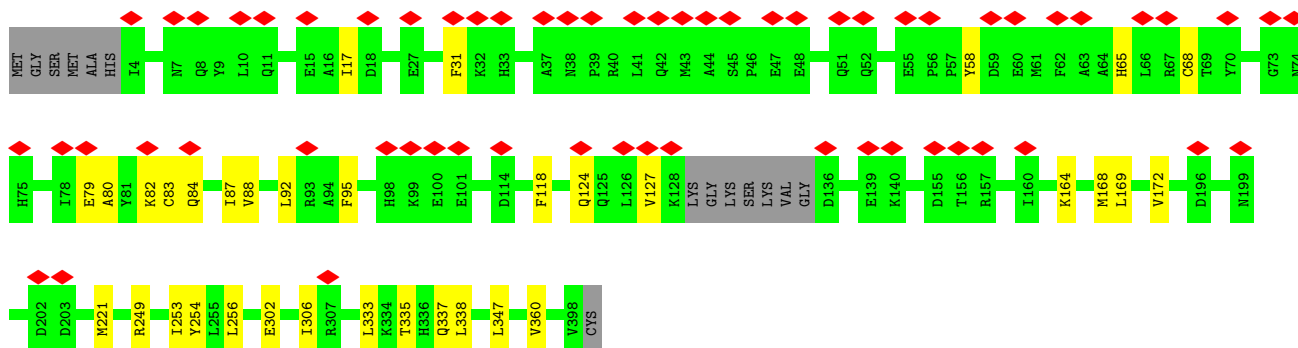 MET GLY SER MET ALA HIS I4 N7 Q8 Y9 L10 Q11 E15 A16 I17 D18 E27 F31 K32 H33 A37 N38 P39 R40 L41 Q42 M43 A44 S45 P46 E47 E48 Q51 Q52 E55 P56 P57 Y58 D59 E60 M61 F62 A63 A64 H65 L66 R67 C68 T69 Y70 G73 N74
H75 I78 E79 A80 Y81 K82 C83 Q84 I87 V88 L92 R93 A94 F95 H98 K99 E100 E101 D114 F118 Q124 Q125 L126 V127 K128 LYS GLY LYS SER LYS VAL GLY D136 E139 K140 D155 T156 R157 I160 K164 M168 L169 V172 D196 N199
D202 D203 M221 R249 I253 Y254 L255 L256 E302 I306 R307 L333 K334 T335 H336 Q337 L338 L347 V360 V398 CYS